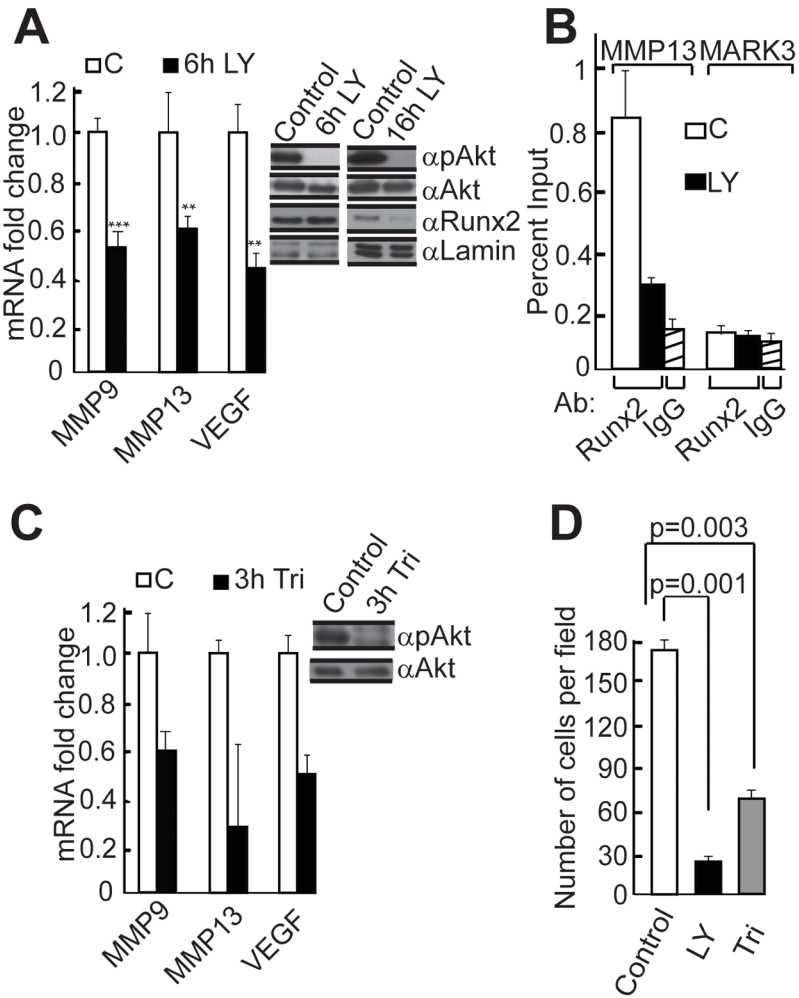 A
C 6h LY
mRNA fold change
1.2
1.0
0.8
0.6
0.4
0.2
0
***
**
**
MMP9
MMP13
VEGF
Control
6h LY
Control
16h LY
αpAkt
αAkt
αRunx2
αLamin
B
MMP13 MARK3
C
LY
Percent Input
1
0.8
0.6
0.4
0.2
0
Ab:
Runx2
IgG
Runx2
IgG
C
C 3h Tri
mRNA fold change
1.2
1.0
0.8
0.6
0.4
0.2
0
MMP9
MMP13
VEGF
Control
3h Tri
αpAkt
αAkt
D
p=0.003
p=0.001
Number of cells per field
180
150
120
90
60
30
0
Control
LY
Tri